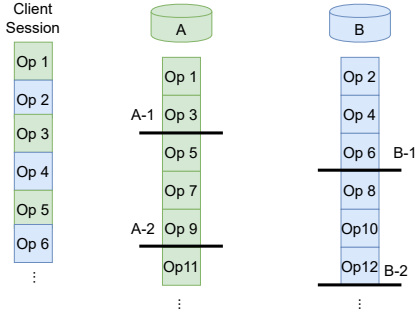 Client
Session
Op 1
Op 2
Op 3
Op 4
Op 5
Op 6
⋮
A
Op 1
Op 3
A-1
Op 5
Op 7
Op 9
A-2
Op11
⋮
B
Op 2
Op 4
Op 6
B-1
Op 8
Op10
Op12
B-2
⋮